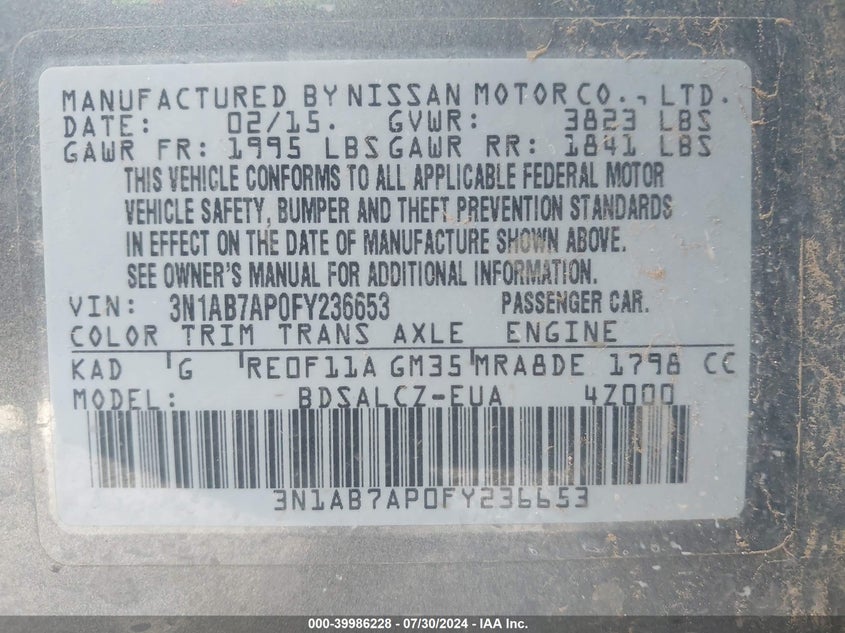 MANUFACTURED BY NISSAN MOTOR CO., LTD.
DATE: 02/15. GVWR: 3823 LBS
GAWR FR: 1995 LBS GAWR RR: 1841 LBS
THIS VEHICLE CONFORMS TO ALL APPLICABLE FEDERAL MOTOR
VEHICLE SAFETY, BUMPER AND THEFT PREVENTION STANDARDS
IN EFFECT ON THE DATE OF MANUFACTURE SHOWN ABOVE.
SEE OWNER'S MANUAL FOR ADDITIONAL INFORMATION.
VIN: 3N1AB7AP0FY236653 PASSENGER CAR.
COLOR TRIM TRANS AXLE ENGINE
KAD G RE0F11A GM35 MRA8DE 1798 CC
MODEL: BDSALCZ-EUA 4Z000
3N1AB7AP0FY236653
000-39986228 - 07/30/2024 - IAA Inc.